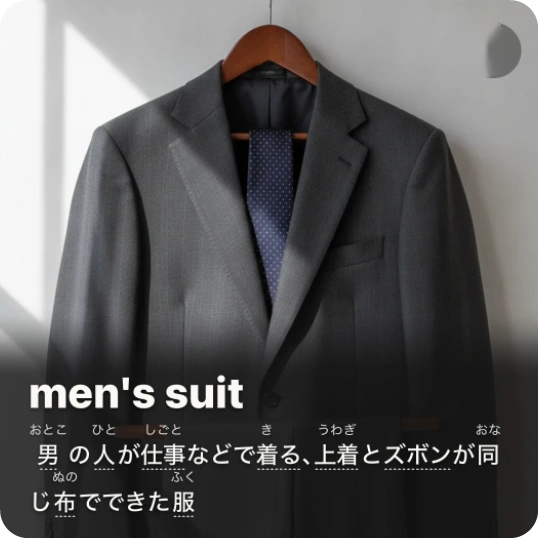 men's suit
おとこ ひと しごと き うわぎ おな
男の人が仕事などで着る、上着とズボンが同
ぬの ふく
じ布でできた服